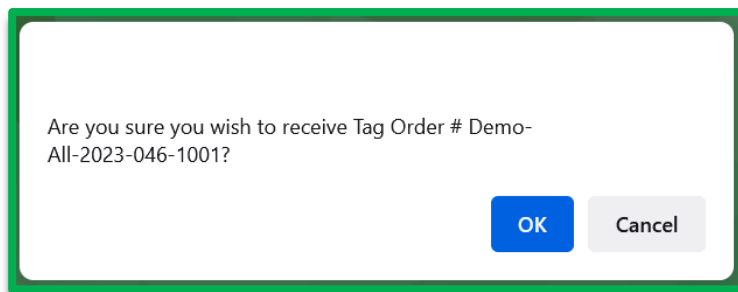 Are you sure you wish to receive Tag Order # Demo-
All-2023-046-1001?
OK Cancel